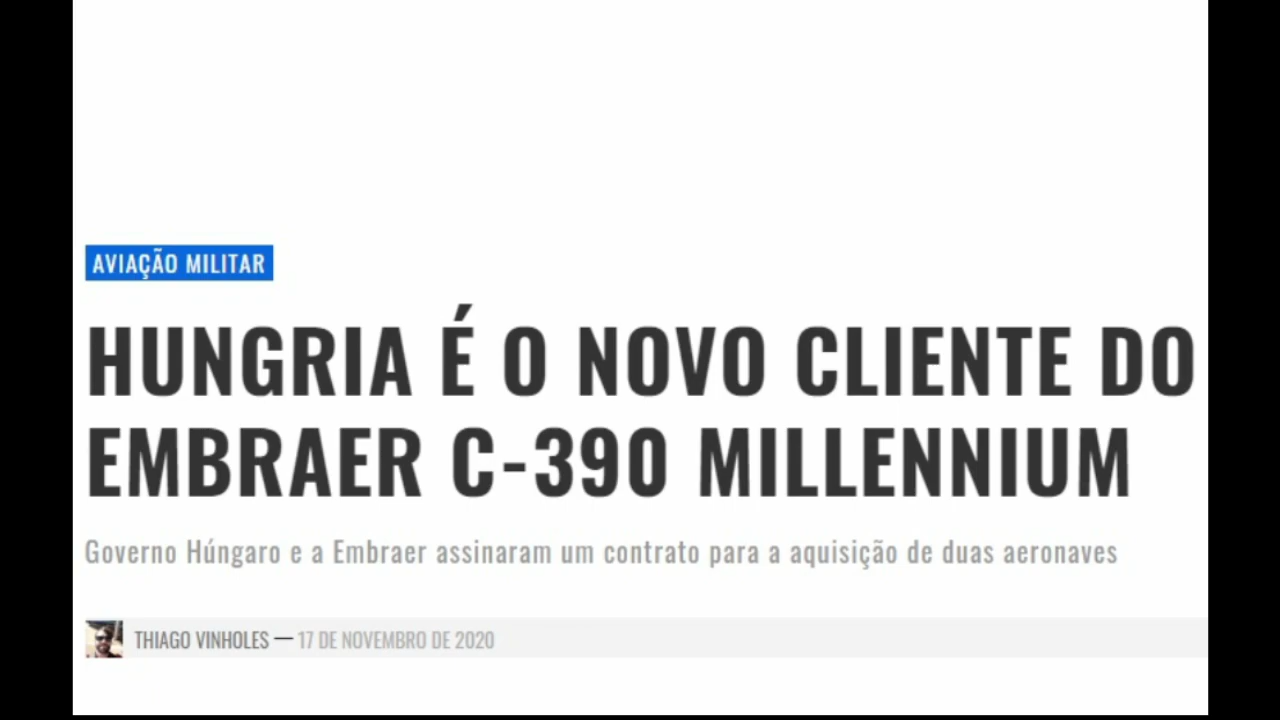 AVIAÇÃO MILITAR
HUNGRIA É O NOVO CLIENTE DO
EMBRAER C-390 MILLENNIUM
Governo Húngaro e a Embraer assinaram um contrato para a aquisição de duas aeronaves
THIAGO VINHOLES — 17 DE NOVEMBRO DE 2020